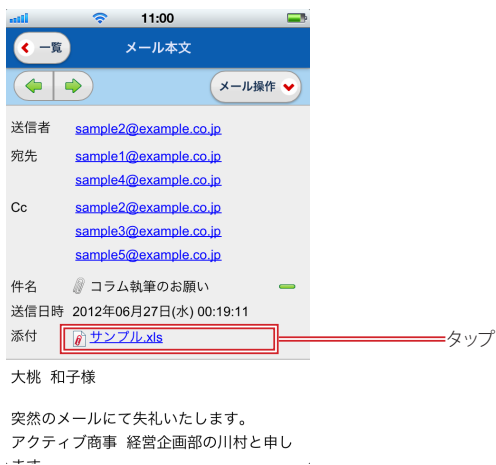 11:00
一覧
メール本文
メール操作
送信者 sample2@example.co.jp
宛先 sample1@example.co.jp
sample4@example.co.jp
Cc sample2@example.co.jp
sample3@example.co.jp
sample5@example.co.jp
件名 コラム執筆のお願い
送信日時 2012年06月27日(水) 00:19:11
添付 サンプル.xls
タップ
大桃 和子様
突然のメールにて失礼いたします。
アクティブ商事 経営企画部の川村と申し
ます